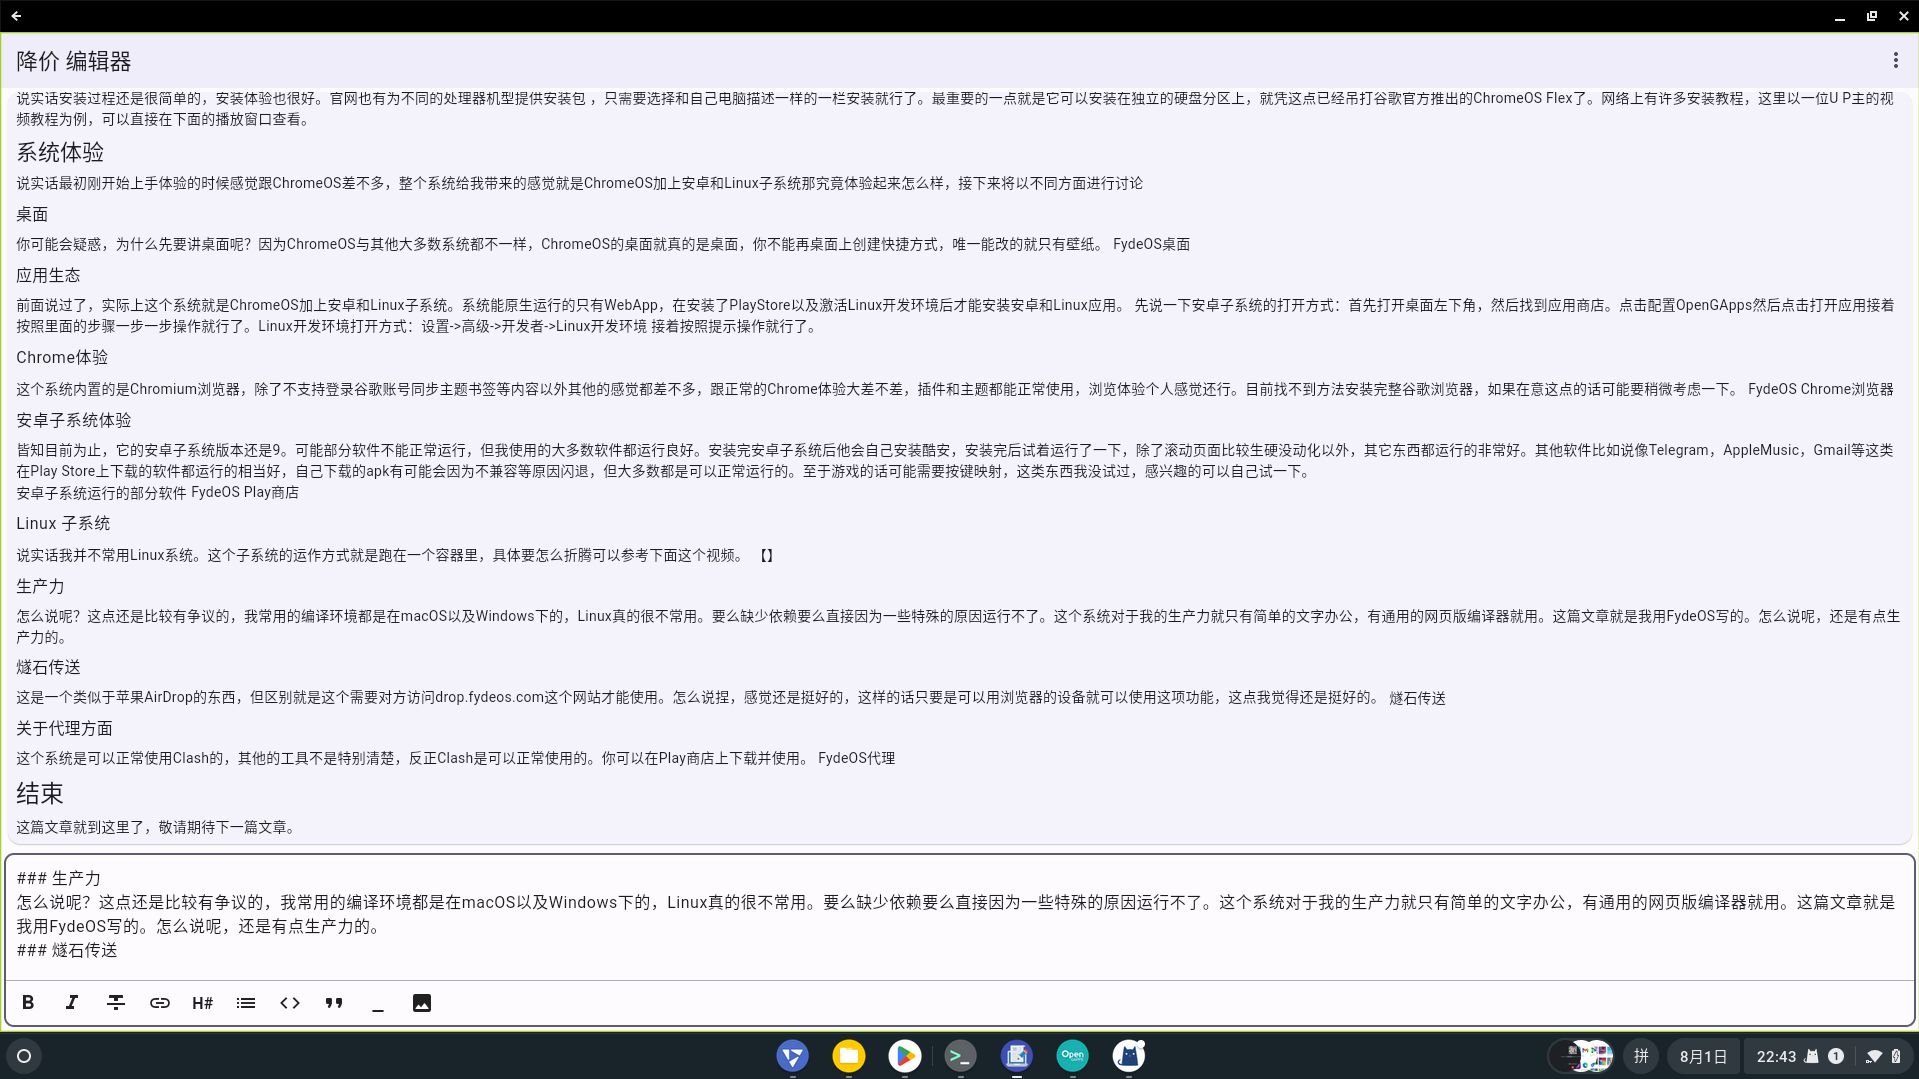 降价 编辑器
说实话安装过程还是很简单的，安装体验也很好。官网也有为不同的处理器机型提供安装包 ，只需要选择和自己电脑描述一样的一栏安装就行了。最重要的一点就是它可以安装在独立的硬盘分区上，就凭这点已经吊打谷歌官方推出的ChromeOS Flex了。网络上有许多安装教程，这里以一位U P主的视
频教程为例，可以直接在下面的播放窗口查看。
系统体验
说实话最初刚开始上手体验的时候感觉跟ChromeOS差不多，整个系统给我带来的感觉就是ChromeOS加上安卓和Linux子系统那究竟体验起来怎么样，接下来将以不同方面进行讨论
桌面
你可能会疑惑，为什么先要讲桌面呢？因为ChromeOS与其他大多数系统都不一样，ChromeOS的桌面就真的是桌面，你不能再桌面上创建快捷方式，唯一能改的就只有壁纸。 FydeOS桌面
应用生态
前面说过了，实际上这个系统就是ChromeOS加上安卓和Linux子系统。系统能原生运行的只有WebApp，在安装了PlayStore以及激活Linux开发环境后才能安装安卓和Linux应用。 先说一下安卓子系统的打开方式：首先打开桌面左下角，然后找到应用商店。点击配置OpenGApps然后点击打开应用接着
按照里面的步骤一步一步操作就行了。Linux开发环境打开方式：设置->高级->开发者->Linux开发环境 接着按照提示操作就行了。
Chrome体验
这个系统内置的是Chromium浏览器，除了不支持登录谷歌账号同步主题书签等内容以外其他的感觉都差不多，跟正常的Chrome体验大差不差，插件和主题都能正常使用，浏览体验个人感觉还行。目前找不到方法安装完整谷歌浏览器，如果在意这点的话可能要稍微考虑一下。 FydeOS Chrome浏览器
安卓子系统体验
皆知目前为止，它的安卓子系统版本还是9。可能部分软件不能正常运行，但我使用的大多数软件都运行良好。安装完安卓子系统后他会自己安装酷安，安装完后试着运行了一下，除了滚动页面比较生硬没动化以外，其它东西都运行的非常好。其他软件比如说像Telegram，AppleMusic，Gmail等这类
在Play Store上下载的软件都运行的相当好，自己下载的apk有可能会因为不兼容等原因闪退，但大多数都是可以正常运行的。至于游戏的话可能需要按键映射，这类东西我没试过，感兴趣的可以自己试一下。
安卓子系统运行的部分软件 FydeOS Play商店
Linux 子系统
说实话我并不常用Linux系统。这个子系统的运作方式就是跑在一个容器里，具体要怎么折腾可以参考下面这个视频。 【】
生产力
怎么说呢？这点还是比较有争议的，我常用的编译环境都是在macOS以及Windows下的，Linux真的很不常用。要么缺少依赖要么直接因为一些特殊的原因运行不了。这个系统对于我的生产力就只有简单的文字办公，有通用的网页版编译器就用。这篇文章就是我用FydeOS写的。怎么说呢，还是有点生
产力的。
燧石传送
这是一个类似于苹果AirDrop的东西，但区别就是这个需要对方访问drop.fydeos.com这个网站才能使用。怎么说捏，感觉还是挺好的，这样的话只要是可以用浏览器的设备就可以使用这项功能，这点我觉得还是挺好的。 燧石传送
关于代理方面
这个系统是可以正常使用Clash的，其他的工具不是特别清楚，反正Clash是可以正常使用的。你可以在Play商店上下载并使用。 FydeOS代理
结束
这篇文章就到这里了，敬请期待下一篇文章。
### 生产力
怎么说呢？这点还是比较有争议的，我常用的编译环境都是在macOS以及Windows下的，Linux真的很不常用。要么缺少依赖要么直接因为一些特殊的原因运行不了。这个系统对于我的生产力就只有简单的文字办公，有通用的网页版编译器就用。这篇文章就是
我用FydeOS写的。怎么说呢，还是有点生产力的。
### 燧石传送
B I H#
Open
拼 8月1日 22:43 1